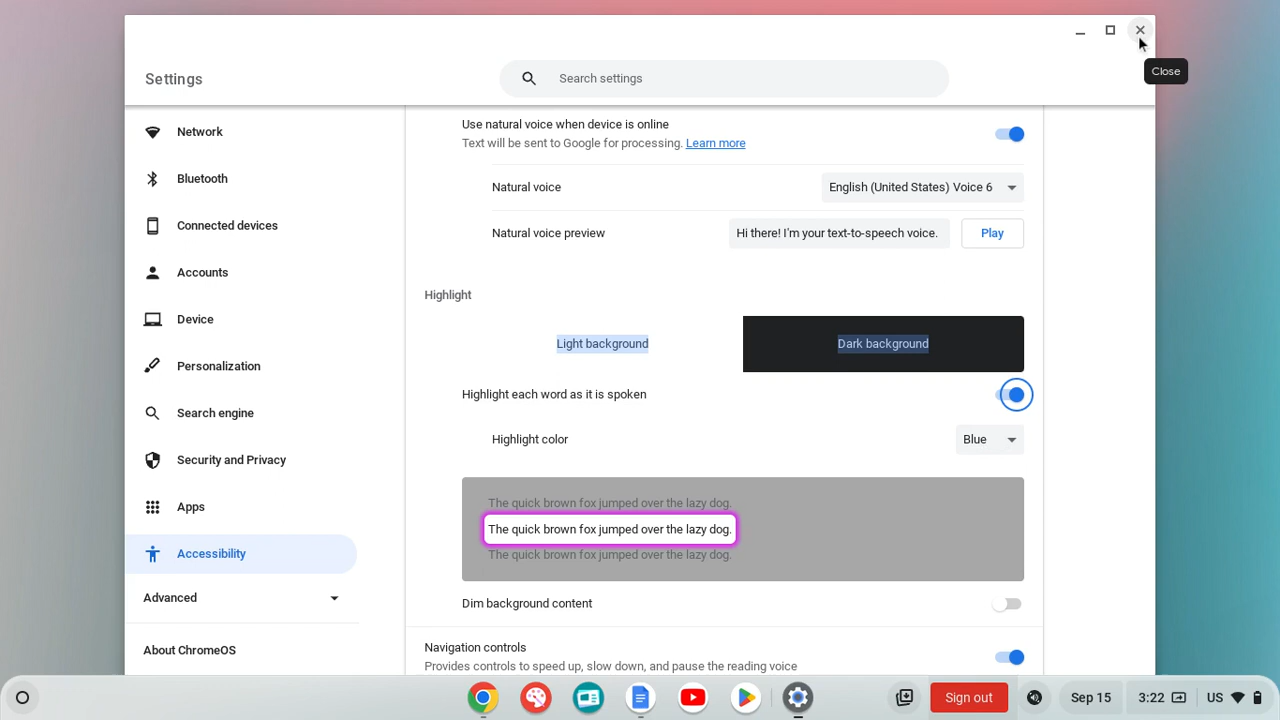 Close
Settings
Search settings
Network
Bluetooth
Connected devices
Accounts
Device
Personalization
Search engine
Security and Privacy
Apps
Accessibility
Advanced
About ChromeOS
Use natural voice when device is online
Text will be sent to Google for processing. Learn more
Natural voice
English (United States) Voice 6
Natural voice preview
Hi there! I'm your text-to-speech voice.
Play
Highlight
Light background
Dark background
Highlight each word as it is spoken
Highlight color
Blue
The quick brown fox jumped over the lazy dog.
The quick brown fox jumped over the lazy dog.
The quick brown fox jumped over the lazy dog.
Dim background content
Navigation controls
Provides controls to speed up, slow down, and pause the reading voice
Sign out
Sep 15
3:22
US